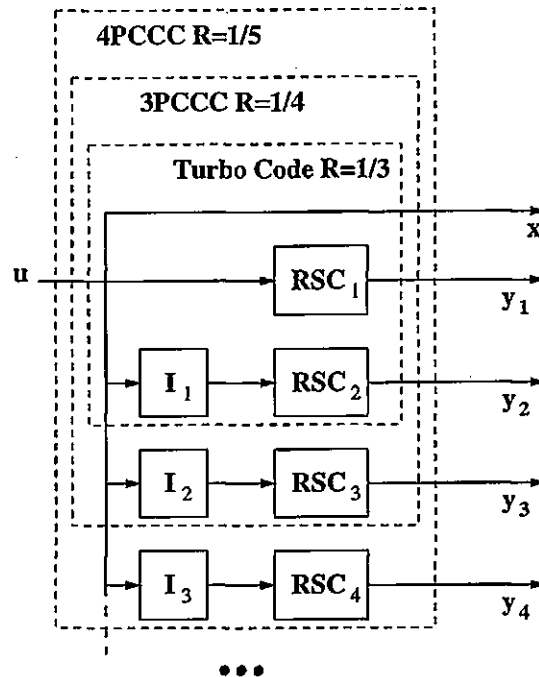 4PCCC R=1/5
3PCCC R=1/4
Turbo Code R=1/3
x
u
RSC₁
y₁
I₁
RSC₂
y₂
I₂
RSC₃
y₃
I₃
RSC₄
y₄
•••